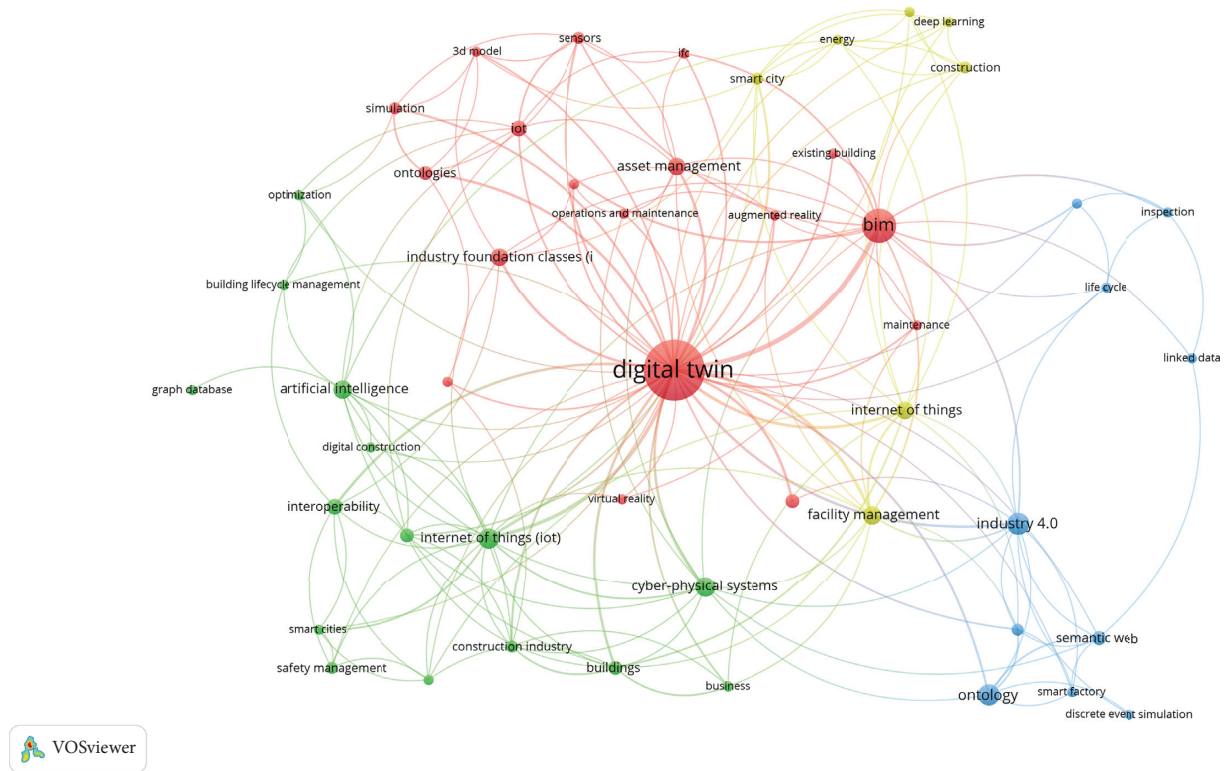 deep learning
energy
sensors
3d model
ifc
construction
smart city
simulation
iot
existing building
asset management
ontologies
optimization
inspection
operations and maintenance
augmented reality
bim
industry foundation classes (i
building lifecycle management
life cycle
maintenance
linked data
digital twin
graph database
artificial intelligence
internet of things
digital construction
virtual reality
interoperability
facility management
industry 4.0
internet of things (iot)
cyber-physical systems
smart cities
semantic web
construction industry
safety management
buildings
business
ontology
smart factory
discrete event simulation
VOSviewer